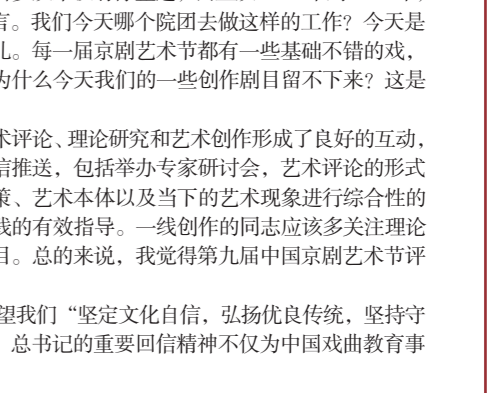 言。我们今天哪个院团去做这样的工作？今天是
儿。每一届京剧艺术节都有一些基础不错的戏，
为什么今天我们的一些创作剧目留不下来？这是
术评论、理论研究和艺术创作形成了良好的互动，
信推送，包括举办专家研讨会，艺术评论的形式
策、艺术本体以及当下的艺术现象进行综合性的
线的有效指导。一线创作的同志应该多关注理论
目。总的来说，我觉得第九届中国京剧艺术节评
望我们“坚定文化自信，弘扬优良传统，坚持守
总书记的重要回信精神不仅为中国戏曲教育事